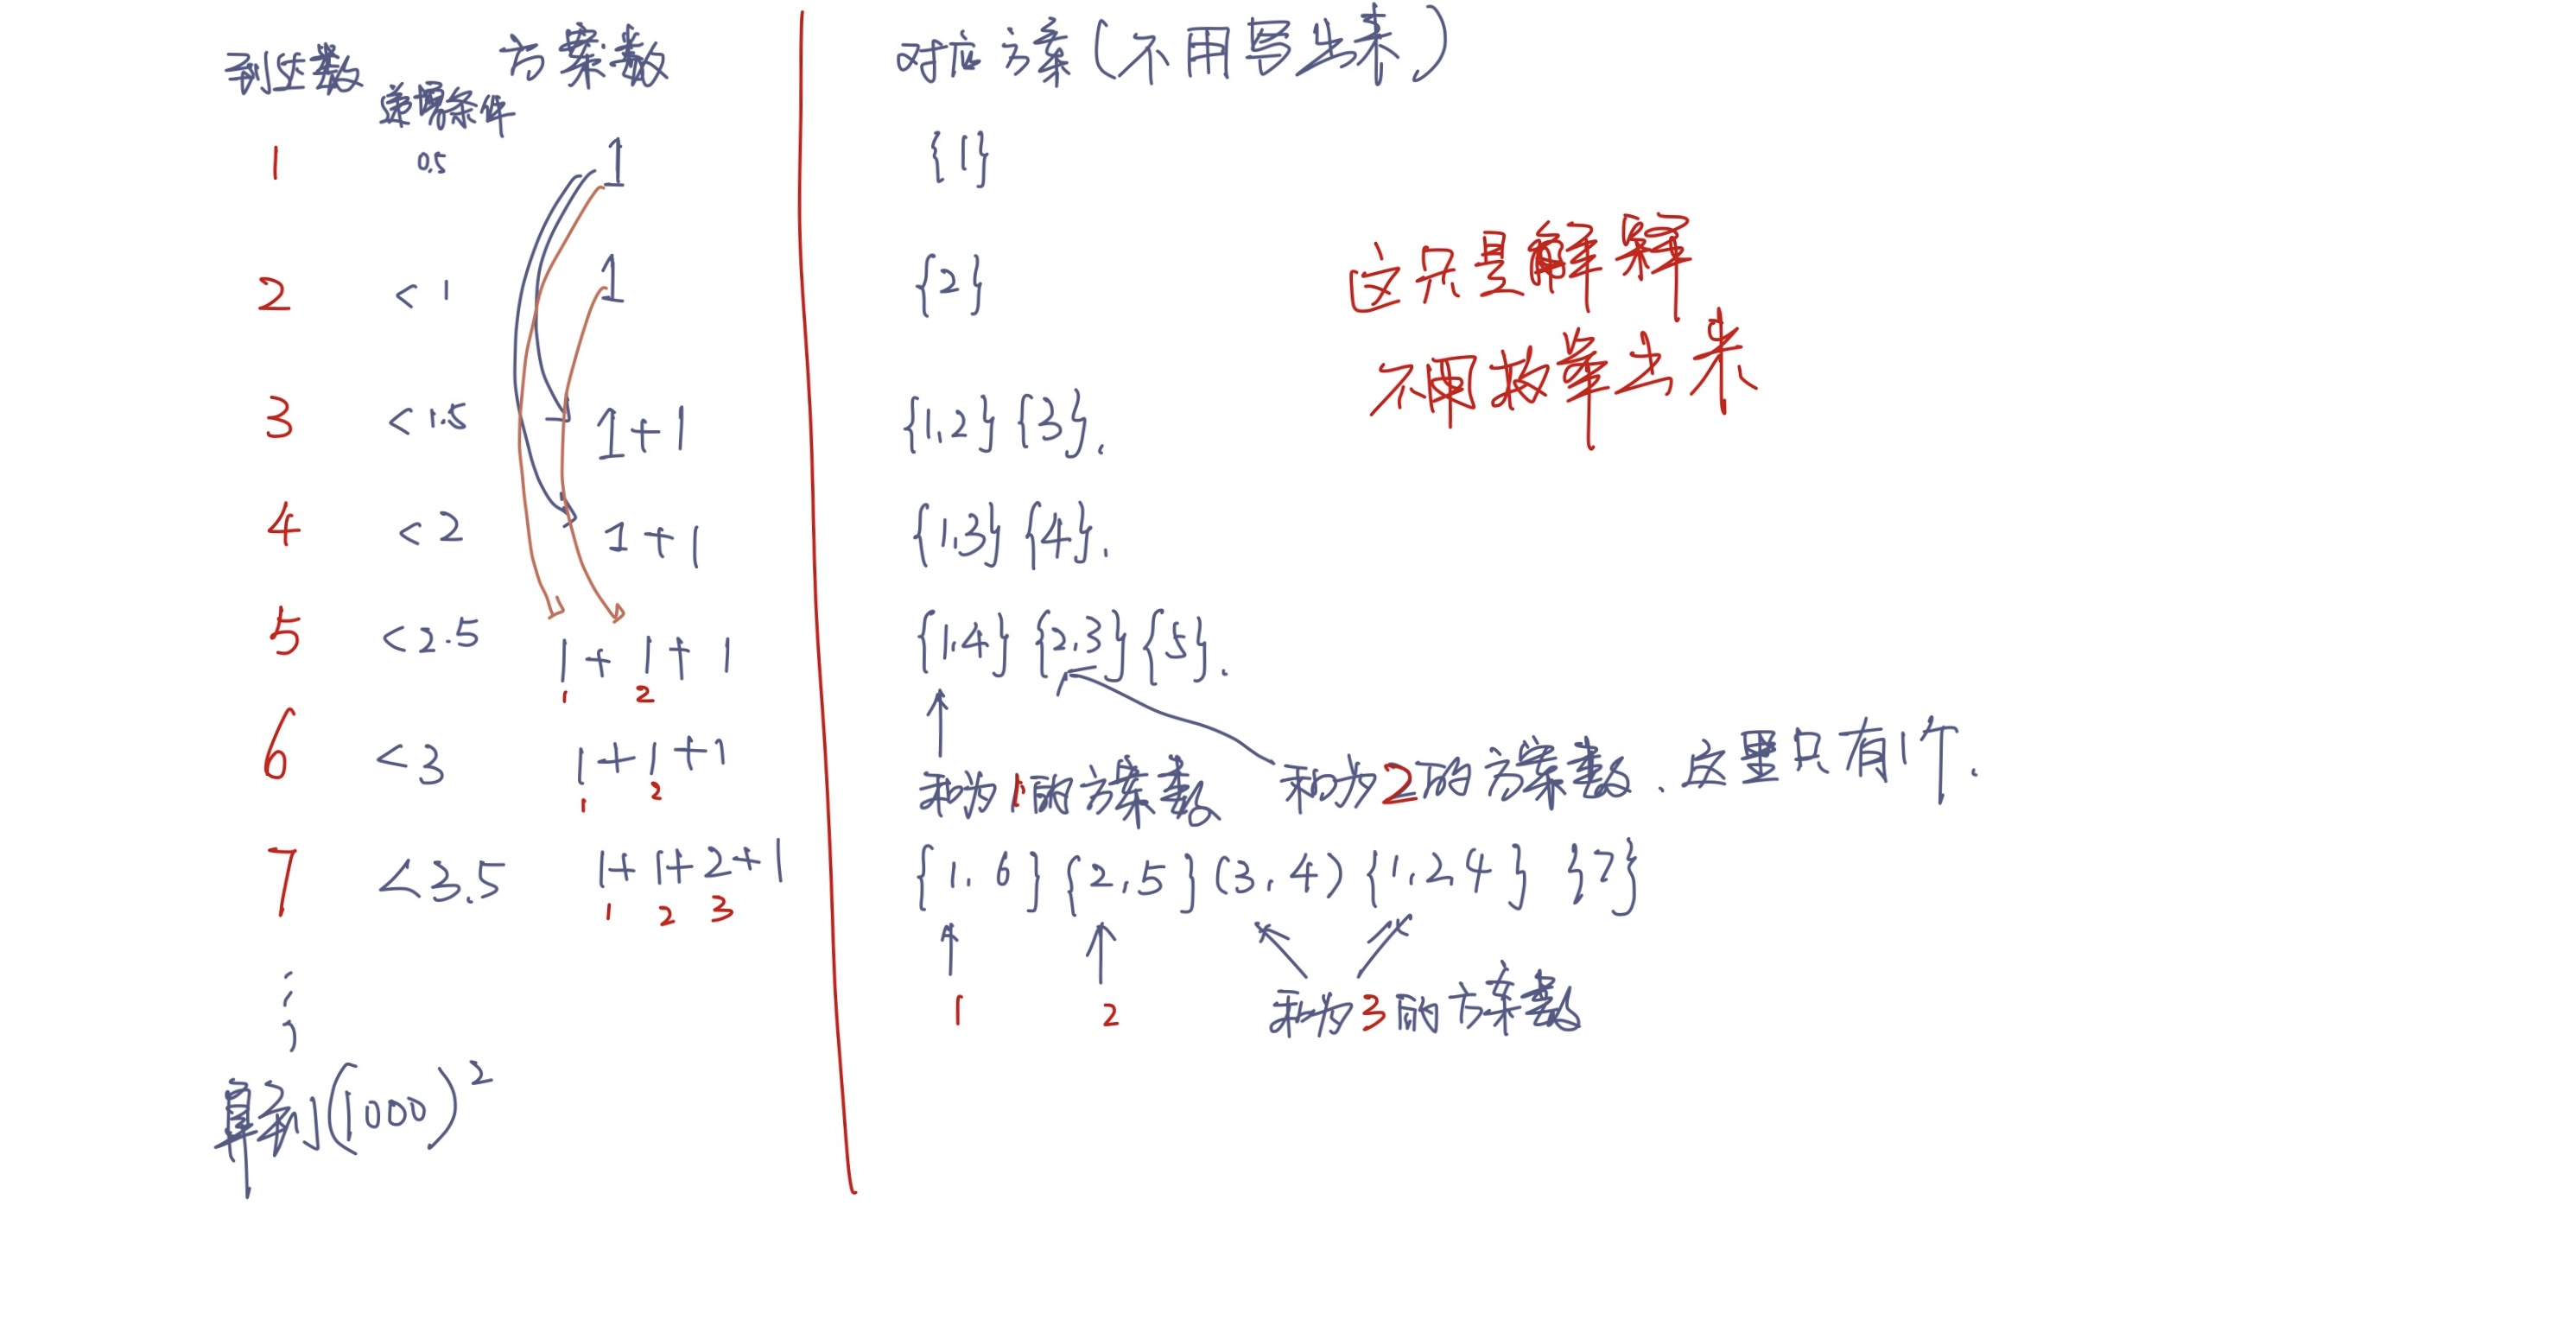 到达数 递增条件 方案数 对应方案(不用写出来)
1 0.5 1 {1}
2 <1 1 {2}
这只是解释
不用枚举出来
3 <1.5 1+1 {1,2} {3}.
4 <2 1+1 {1,3} {4}.
5 <2.5 1+1+1 {1,4} {2,3} {5}.
1 2
6 <3 1+1+1
1 2
和为1的方案数 和为2的方案数、这里只有1个.
7 <3.5 1+1+2+1 {1,6} {2,5} (3,4) {1,2,4} {7}
1 2 3
1 2 和为3的方案数
算到(1000)²